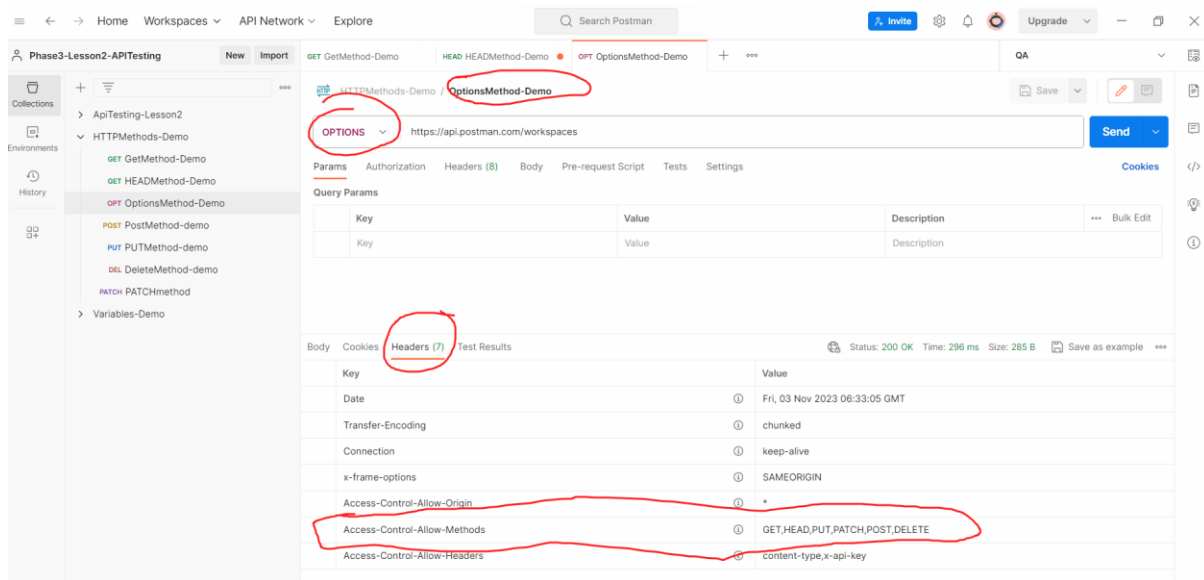 Home Workspaces API Network Explore Search Postman Invite Upgrade
Phase3-Lesson2-APITesting New Import GET GetMethod-Demo HEAD HEADMethod-Demo OPT OptionsMethod-Demo QA
Collections
Environments
History
ApiTesting-Lesson2
HTTPMethods-Demo
GET GetMethod-Demo
HEAD HEADMethod-Demo
OPT OptionsMethod-Demo
POST PostMethod-demo
PUT PUTMethod-demo
DEL DeleteMethod-demo
PATCH PATCHmethod
Variables-Demo
HTTP HTTPMethods-Demo / OptionsMethod-Demo Save
OPTIONS https://api.postman.com/workspaces Send
Params Authorization Headers (8) Body Pre-request Script Tests Settings Cookies
Query Params
Key Value Description Bulk Edit
Key Value Description
Body Cookies Headers (7) Test Results Status: 200 OK Time: 296 ms Size: 285 B Save as example
Key Value
Date Fri, 03 Nov 2023 06:33:05 GMT
Transfer-Encoding chunked
Connection keep-alive
x-frame-options SAMEORIGIN
Access-Control-Allow-Origin *
Access-Control-Allow-Methods GET,HEAD,PUT,PATCH,POST,DELETE
Access-Control-Allow-Headers content-type,x-api-key